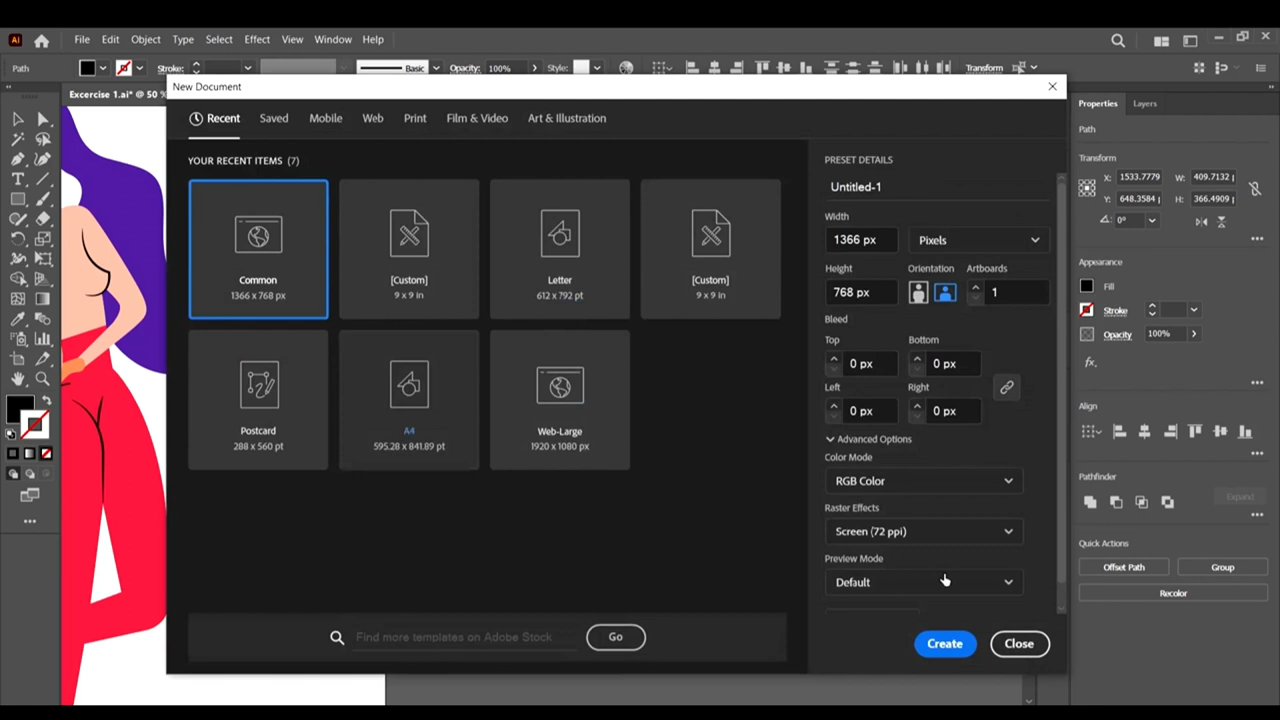 Ai File Edit Object Type Select Effect View Window Help
Path Stroke: Basic Opacity: 100% Style: Transform
Excercise 1.ai* @ 50 %
New Document
Recent Saved Mobile Web Print Film & Video Art & Illustration
YOUR RECENT ITEMS (7)
Common
1366 x 768 px
[Custom]
9 x 9 in
Letter
612 x 792 pt
[Custom]
9 x 9 in
Postcard
288 x 560 pt
A4
595.28 x 841.89 pt
Web-Large
1920 x 1080 px
Find more templates on Adobe Stock Go
PRESET DETAILS
Untitled-1
Width
1366 px Pixels
Height Orientation Artboards
768 px 1
Bleed
Top Bottom
0 px 0 px
Left Right
0 px 0 px
Advanced Options
Color Mode
RGB Color
Raster Effects
Screen (72 ppi)
Preview Mode
Default
Create Close
Properties Layers
Path
Transform
X: 1533.7779 W: 409.7132
Y: 648.3584 H: 366.4909
0°
Appearance
Fill
Stroke
Opacity 100%
fx.
Align
Pathfinder
Expand
Quick Actions
Offset Path Group
Recolor